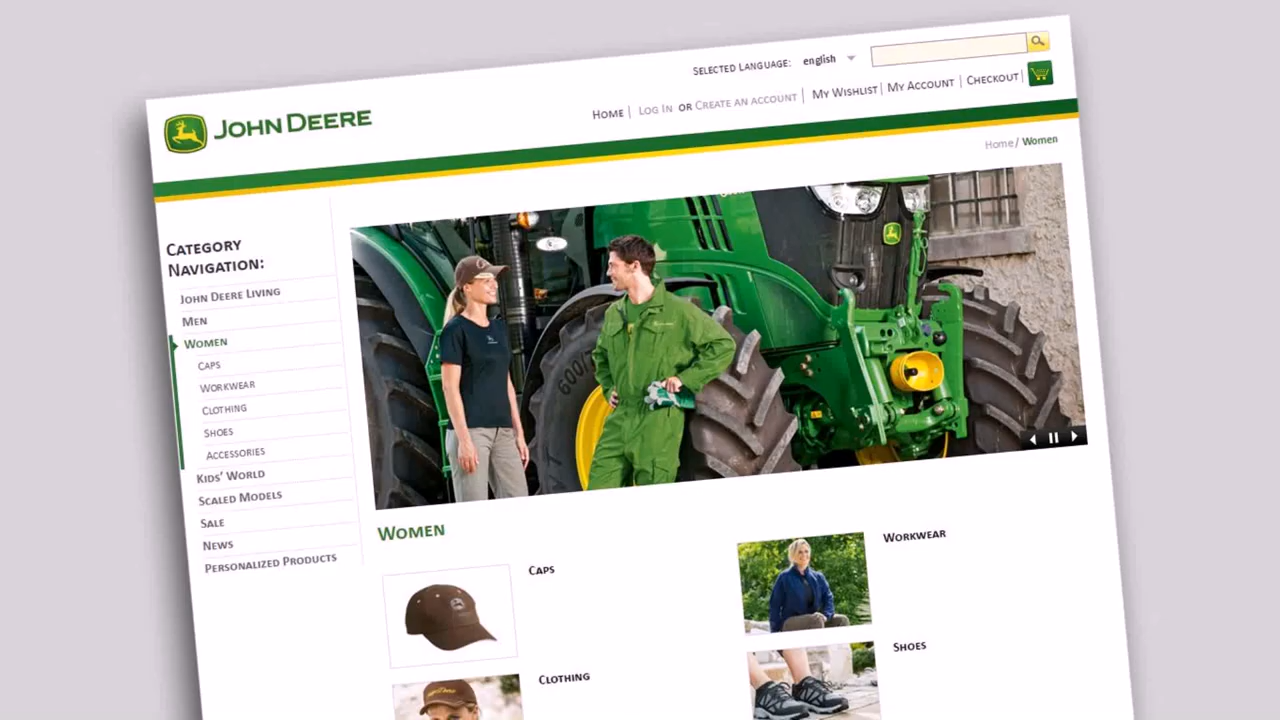 SELECTED LANGUAGE: english
JOHN DEERE
HOME | LOG IN OR CREATE AN ACCOUNT | MY WISHLIST | MY ACCOUNT | CHECKOUT |
Home / Women
CATEGORY
NAVIGATION:
JOHN DEERE LIVING
MEN
WOMEN
CAPS
WORKWEAR
CLOTHING
SHOES
ACCESSORIES
KIDS' WORLD
SCALED MODELS
SALE
NEWS
PERSONALIZED PRODUCTS
600/7
WOMEN
CAPS
WORKWEAR
CLOTHING
SHOES